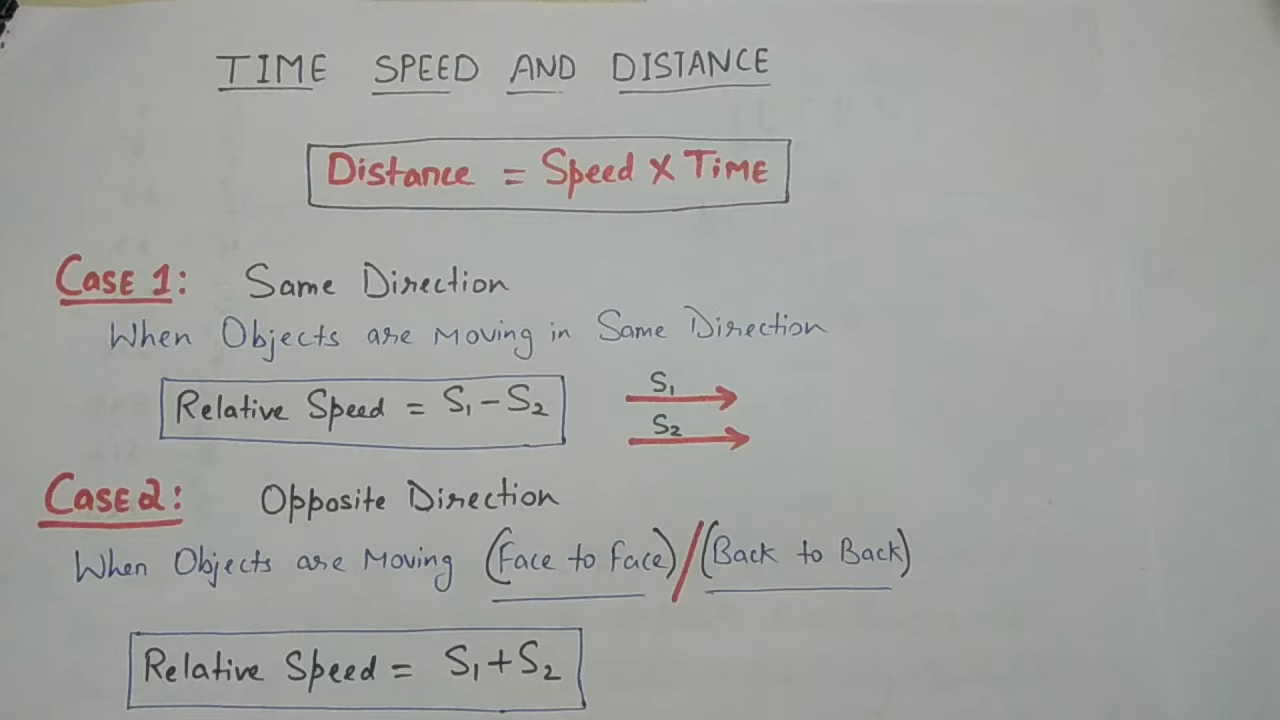 TIME SPEED AND DISTANCE
Distance = Speed X TiME
CASE 1: Same Direction
When Objects are Moving in Same Direction
Relative Speed = S₁ - S₂
S₁
S₂
CASE 2: Opposite Direction
When Objects are Moving (Face to Face) / (Back to Back)
Relative Speed = S₁ + S₂